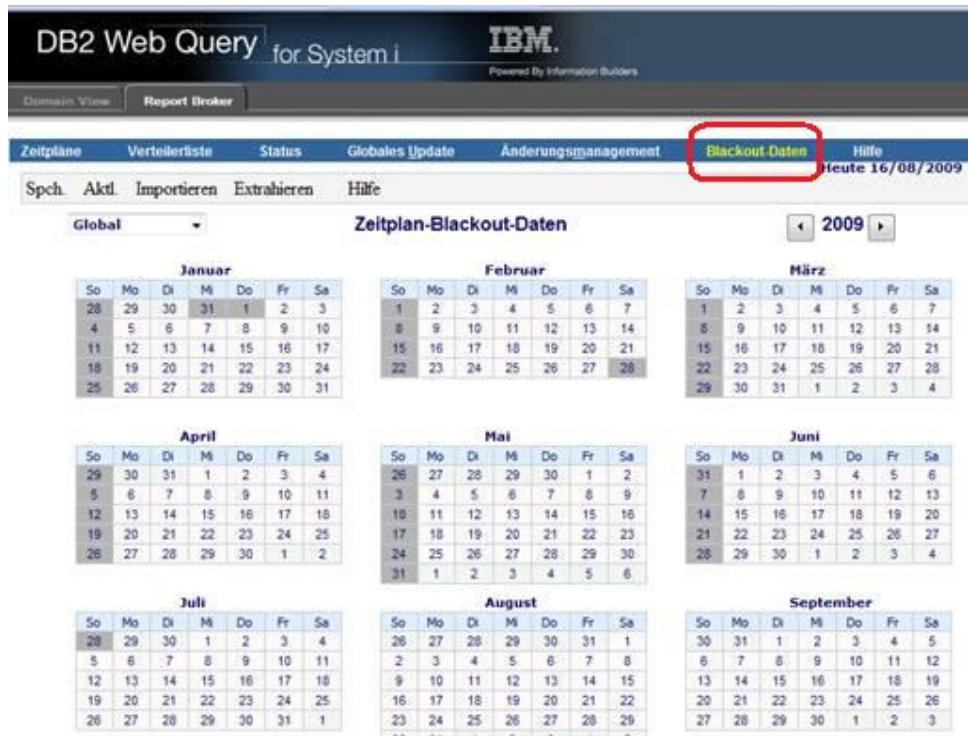 DB2 Web Query for System i IBM.
Powered By Information Builders
Domain View Report Broker
Zeitpläne Verteilerliste Status Globales Update Änderungsmanagement Blackout-Daten Hilfe
Heute 16/08/2009
Spch. Aktl. Importieren Extrahieren Hilfe
Global Zeitplan-Blackout-Daten 2009
Januar Februar März
So Mo Di Mi Do Fr Sa So Mo Di Mi Do Fr Sa So Mo Di Mi Do Fr Sa
28 29 30 31 1 2 3 1 2 3 4 5 6 7 1 2 3 4 5 6 7
4 5 6 7 8 9 10 8 9 10 11 12 13 14 8 9 10 11 12 13 14
11 12 13 14 15 16 17 15 16 17 18 19 20 21 15 16 17 18 19 20 21
18 19 20 21 22 23 24 22 23 24 25 26 27 28 22 23 24 25 26 27 28
25 26 27 28 29 30 31 29 30 31 1 2 3 4
April Mai Juni
So Mo Di Mi Do Fr Sa So Mo Di Mi Do Fr Sa So Mo Di Mi Do Fr Sa
29 30 31 1 2 3 4 26 27 28 29 30 1 2 31 1 2 3 4 5 6
5 6 7 8 9 10 11 3 4 5 6 7 8 9 7 8 9 10 11 12 13
12 13 14 15 16 17 18 10 11 12 13 14 15 16 14 15 16 17 18 19 20
19 20 21 22 23 24 25 17 18 19 20 21 22 23 21 22 23 24 25 26 27
26 27 28 29 30 1 2 24 25 26 27 28 29 30 28 29 30 1 2 3 4
31 1 2 3 4 5 6
Juli August September
So Mo Di Mi Do Fr Sa So Mo Di Mi Do Fr Sa So Mo Di Mi Do Fr Sa
28 29 30 1 2 3 4 26 27 28 29 30 31 1 30 31 1 2 3 4 5
5 6 7 8 9 10 11 2 3 4 5 6 7 8 6 7 8 9 10 11 12
12 13 14 15 16 17 18 9 10 11 12 13 14 15 13 14 15 16 17 18 19
19 20 21 22 23 24 25 16 17 18 19 20 21 22 20 21 22 23 24 25 26
26 27 28 29 30 31 1 23 24 25 26 27 28 29 27 28 29 30 1 2 3